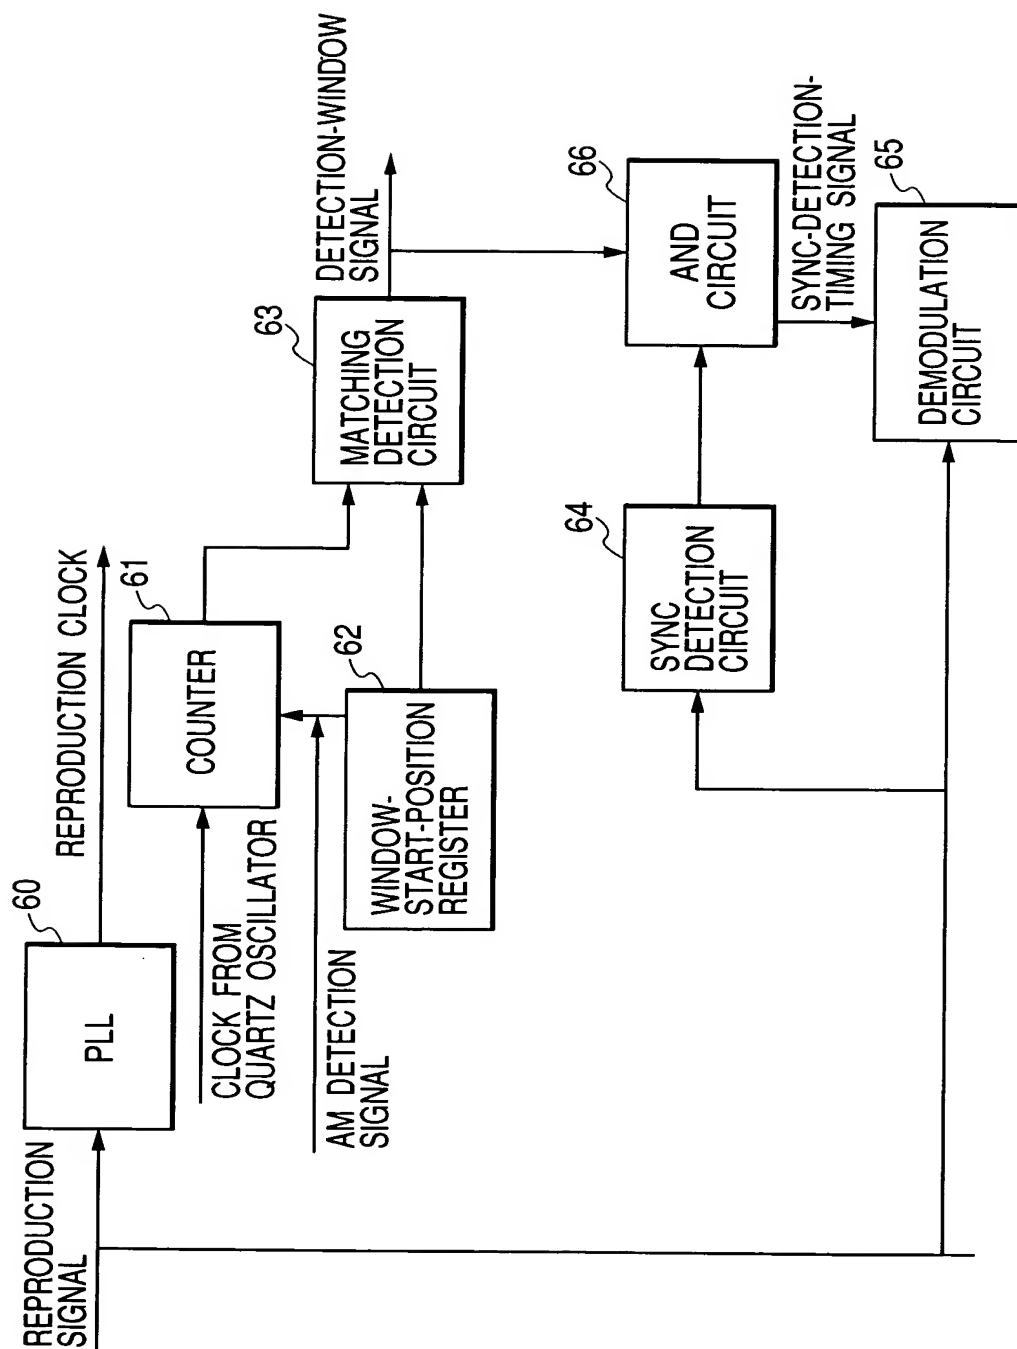 REPRODUCTION
SIGNAL
60
PLL
REPRODUCTION CLOCK
CLOCK FROM
QUARTZ OSCILLATOR
61
COUNTER
AM DETECTION
SIGNAL
62
WINDOW-
START-POSITION
REGISTER
63
MATCHING
DETECTION
CIRCUIT
DETECTION-WINDOW
SIGNAL
64
SYNC
DETECTION
CIRCUIT
66
AND
CIRCUIT
SYNC-DETECTION-
TIMING SIGNAL
65
DEMODULATION
CIRCUIT